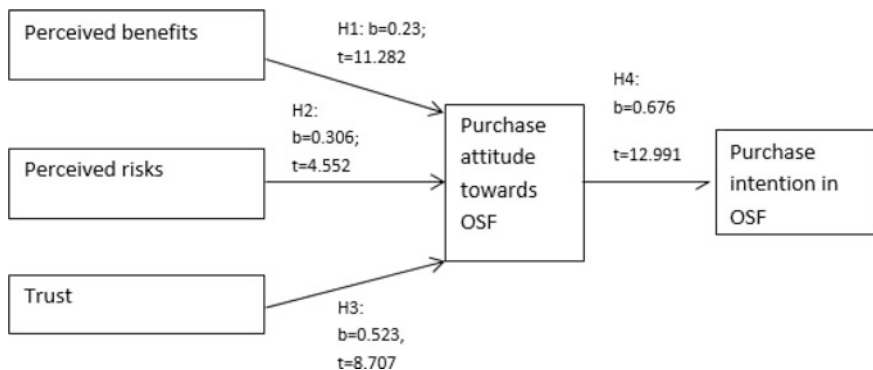 Perceived benefits
H1: b=0.23;
t=11.282
Perceived risks
H2:
b=0.306;
t=4.552
Trust
H3:
b=0.523,
t=8.707
Purchase
attitude
towards
OSF
H4:
b=0.676
t=12.991
Purchase
intention in
OSF